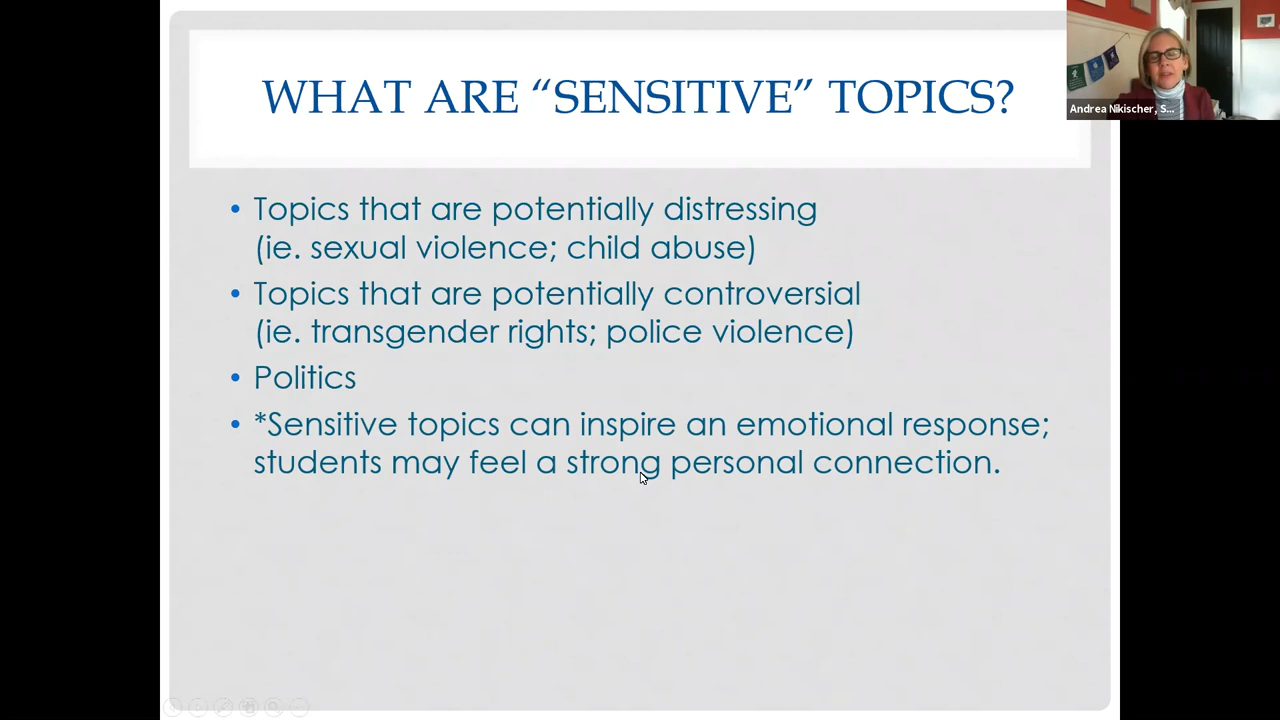 WHAT ARE “SENSITIVE” TOPICS?
Andrea Nikischer, S...
• Topics that are potentially distressing
(ie. sexual violence; child abuse)
• Topics that are potentially controversial
(ie. transgender rights; police violence)
• Politics
• *Sensitive topics can inspire an emotional response;
students may feel a strong personal connection.